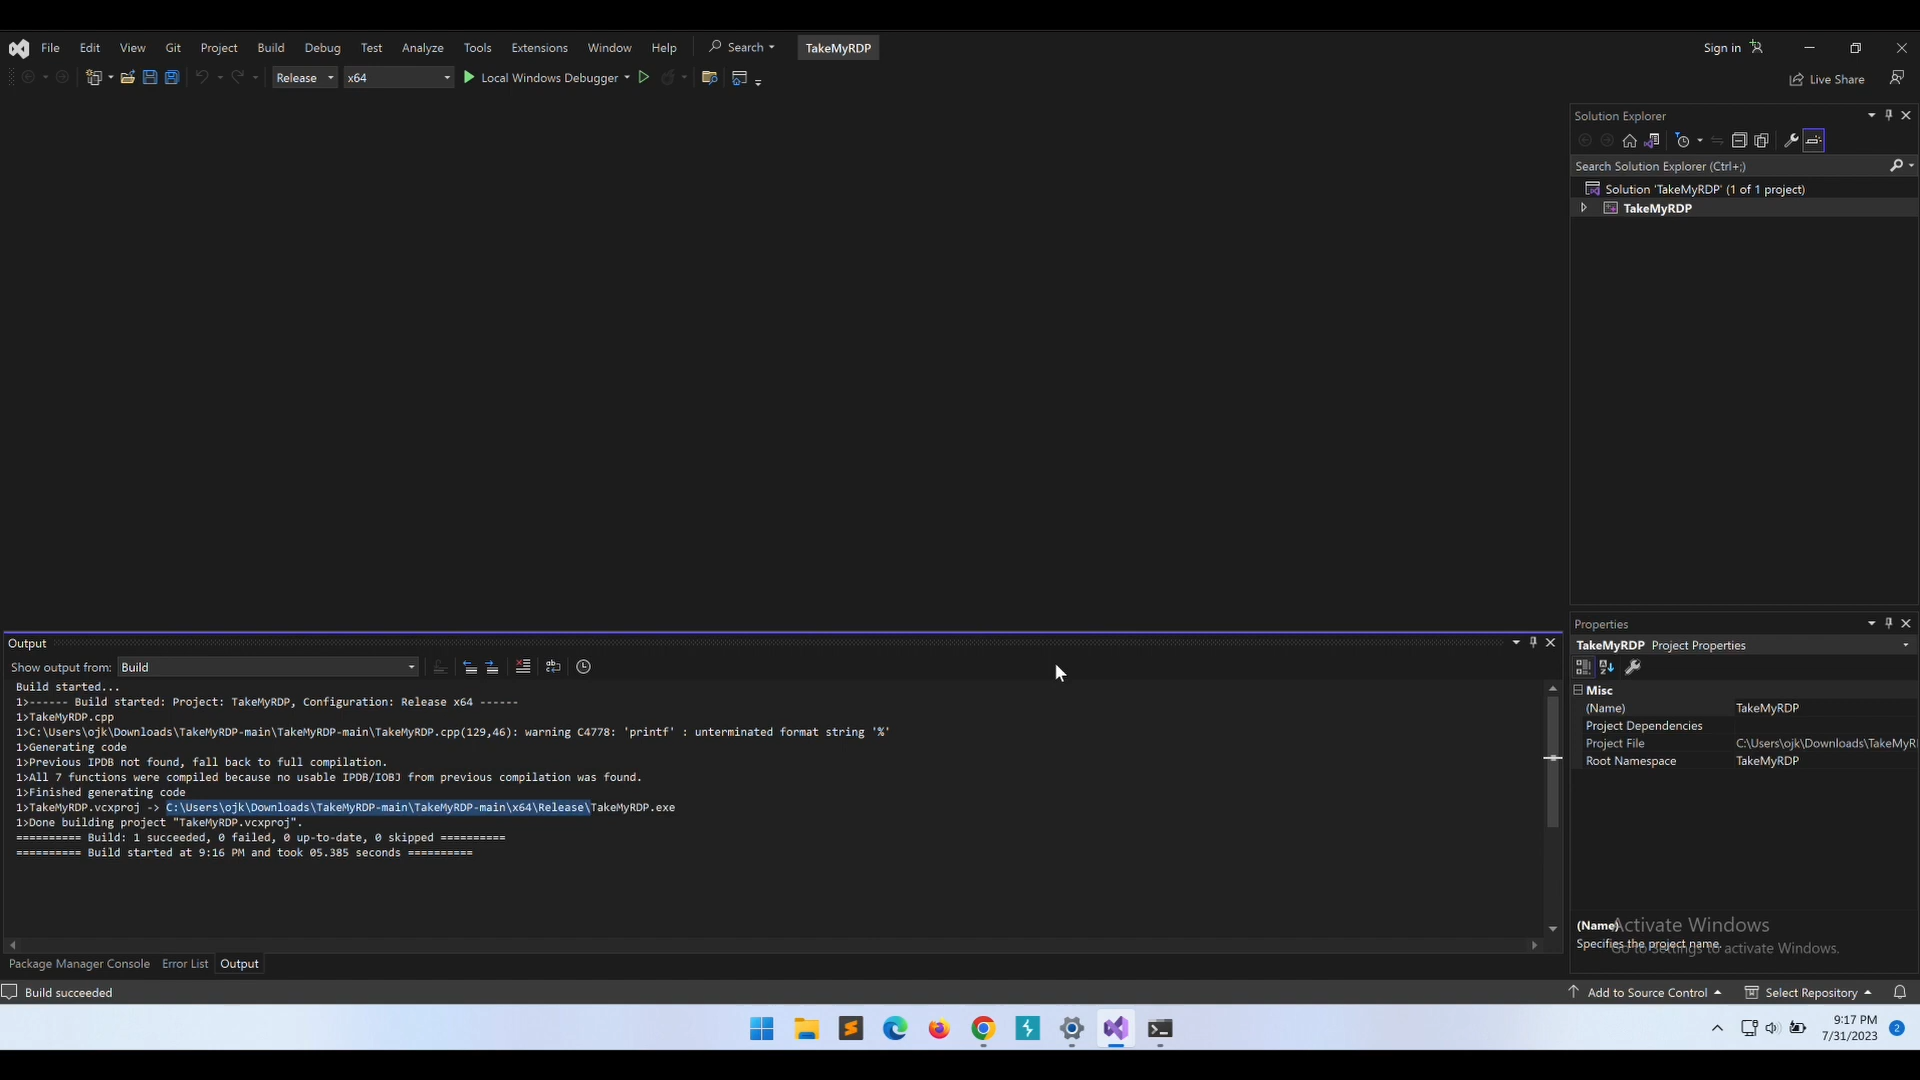 File Edit View Git Project Build Debug Test Analyze Tools Extensions Window Help Search TakeMyRDP Sign in
Release x64 Local Windows Debugger Live Share
Solution Explorer
Search Solution Explorer (Ctrl+;)
Solution 'TakeMyRDP' (1 of 1 project)
TakeMyRDP
Output
Show output from: Build
Build started...
1>------ Build started: Project: TakeMyRDP, Configuration: Release x64 ------
1>TakeMyRDP.cpp
1>C:\Users\ojk\Downloads\TakeMyRDP-main\TakeMyRDP-main\TakeMyRDP.cpp(129,46): warning C4778: 'printf' : unterminated format string '%'
1>Generating code
1>Previous IPDB not found, fall back to full compilation.
1>All 7 functions were compiled because no usable IPDB/IOBJ from previous compilation was found.
1>Finished generating code
1>TakeMyRDP.vcxproj -> C:\Users\ojk\Downloads\TakeMyRDP-main\TakeMyRDP-main\x64\Release\TakeMyRDP.exe
1>Done building project "TakeMyRDP.vcxproj".
========== Build: 1 succeeded, 0 failed, 0 up-to-date, 0 skipped ==========
========== Build started at 9:16 PM and took 05.385 seconds ==========
Package Manager Console Error List Output
Properties
TakeMyRDP Project Properties
Misc
(Name) TakeMyRDP
Project Dependencies
Project File C:\Users\ojk\Downloads\TakeMyR
Root Namespace TakeMyRDP
(Name)
Specifies the project name.
Activate Windows
Go to Settings to activate Windows.
Build succeeded Add to Source Control Select Repository
9:17 PM
7/31/2023
2